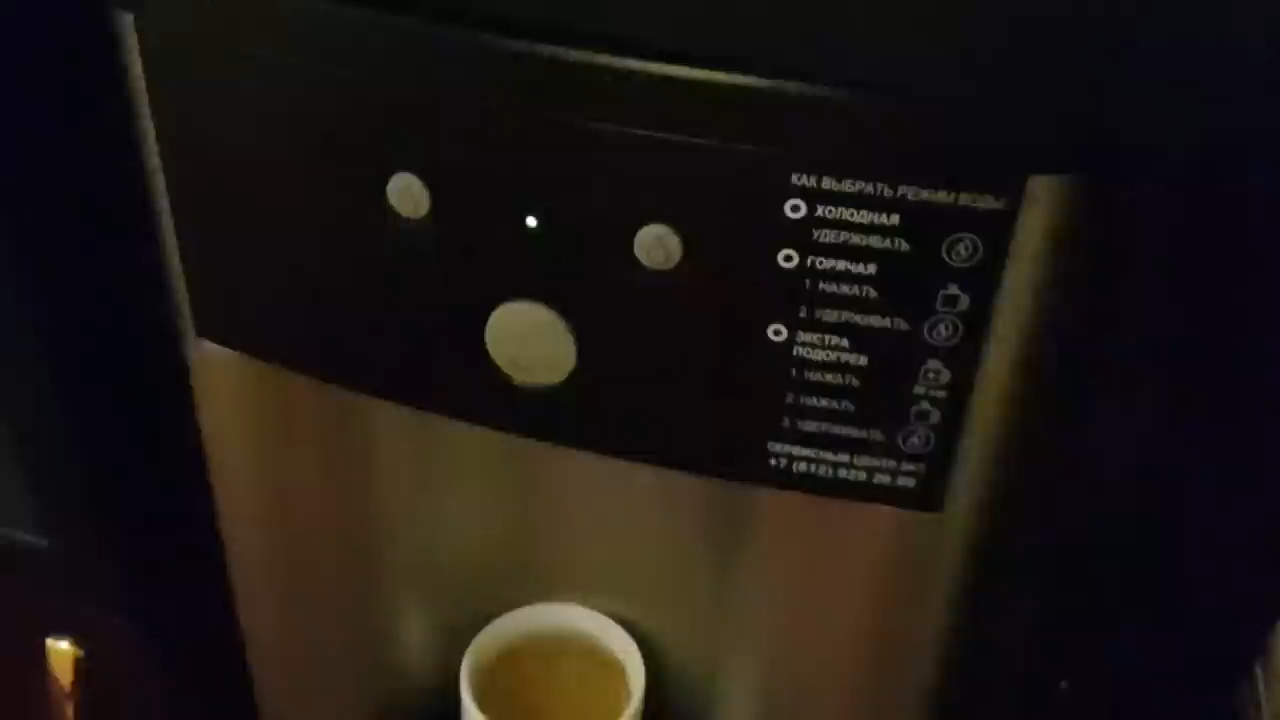 КАК ВЫБРАТЬ РЕЖИМ ВОДЫ
ХОЛОДНАЯ
УДЕРЖИВАТЬ
ГОРЯЧАЯ
1. НАЖАТЬ
2. УДЕРЖИВАТЬ
ЭКСТРА
ПОДОГРЕВ
1. НАЖАТЬ
2. НАЖАТЬ
3. УДЕРЖИВАТЬ
СЕРВИСНЫЙ ЦЕНТР
+7 (812)